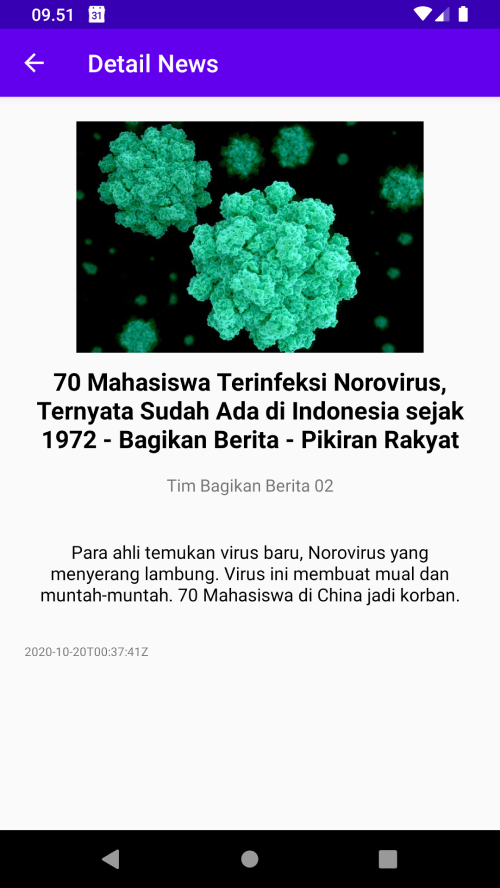 09.51
31
Detail News
70 Mahasiswa Terinfeksi Norovirus,
Ternyata Sudah Ada di Indonesia sejak
1972 - Bagikan Berita - Pikiran Rakyat
Tim Bagikan Berita 02
Para ahli temukan virus baru, Norovirus yang
menyerang lambung. Virus ini membuat mual dan
muntah-muntah. 70 Mahasiswa di China jadi korban.
2020-10-20T00:37:41Z